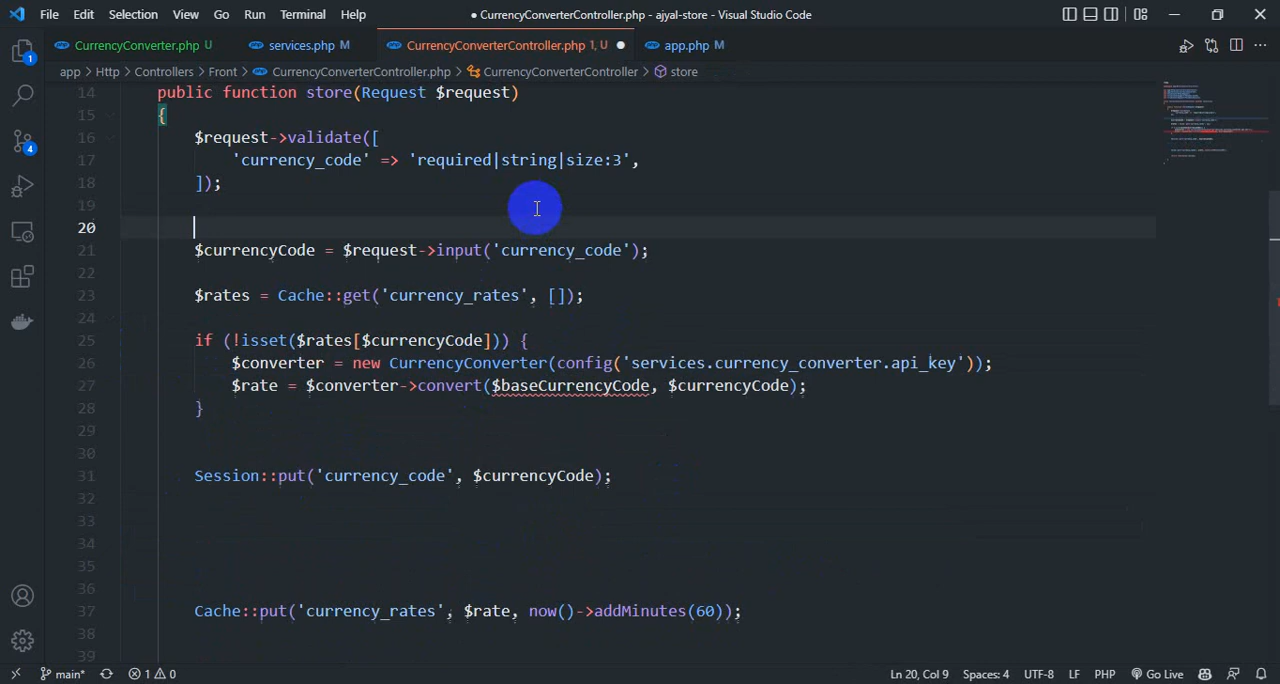 File Edit Selection View Go Run Terminal Help
● CurrencyConverterController.php - ajyal-store - Visual Studio Code
CurrencyConverter.php U
services.php M
CurrencyConverterController.php 1, U ●
app.php M
app > Http > Controllers > Front > CurrencyConverterController.php > CurrencyConverterController > store
14 public function store(Request $request)
15 {
16 $request->validate([
17 'currency_code' => 'required|string|size:3',
18 ]);
19
20
21 $currencyCode = $request->input('currency_code');
22
23 $rates = Cache::get('currency_rates', []);
24
25 if (!isset($rates[$currencyCode])) {
26 $converter = new CurrencyConverter(config('services.currency_converter.api_key'));
27 $rate = $converter->convert($baseCurrencyCode, $currencyCode);
28 }
29
30
31 Session::put('currency_code', $currencyCode);
32
33
34
35
36
37 Cache::put('currency_rates', $rate, now()->addMinutes(60));
38
39
1
4
main* 1 0
Ln 20, Col 9 Spaces: 4 UTF-8 LF PHP Go Live